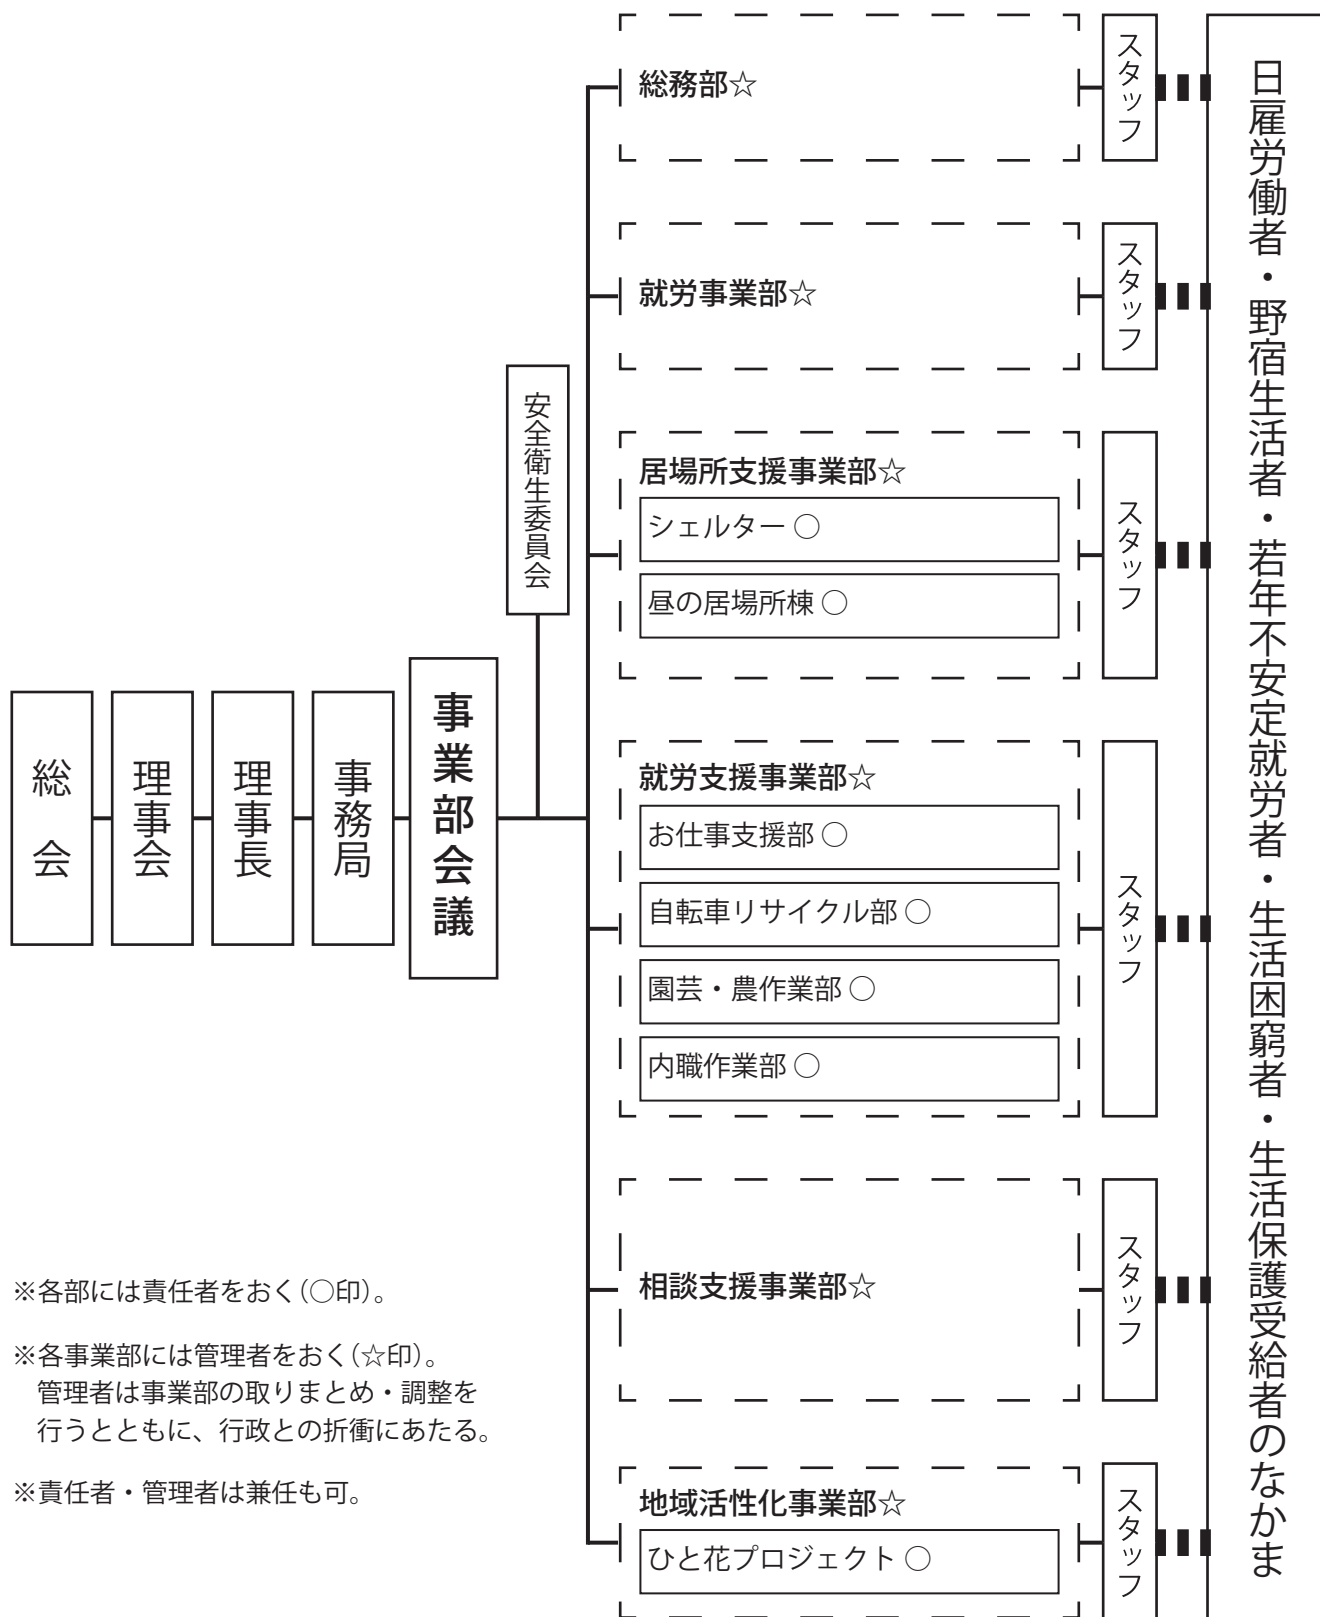 総会
理事会
理事長
事務局
事業部会議
安全衛生委員会
総務部☆
スタッフ
就労事業部☆
スタッフ
居場所支援事業部☆
シェルター ○
昼の居場所棟 ○
スタッフ
就労支援事業部☆
お仕事支援部 ○
自転車リサイクル部 ○
園芸・農作業部 ○
内職作業部 ○
スタッフ
相談支援事業部☆
スタッフ
地域活性化事業部☆
ひと花プロジェクト ○
スタッフ
日雇労働者・野宿生活者・若年不安定就労者・生活困窮者・生活保護受給者のなかま
※各部には責任者をおく(○印)。
※各事業部には管理者をおく(☆印)。
管理者は事業部の取りまとめ・調整を
行うとともに、行政との折衝にあたる。
※責任者・管理者は兼任も可。